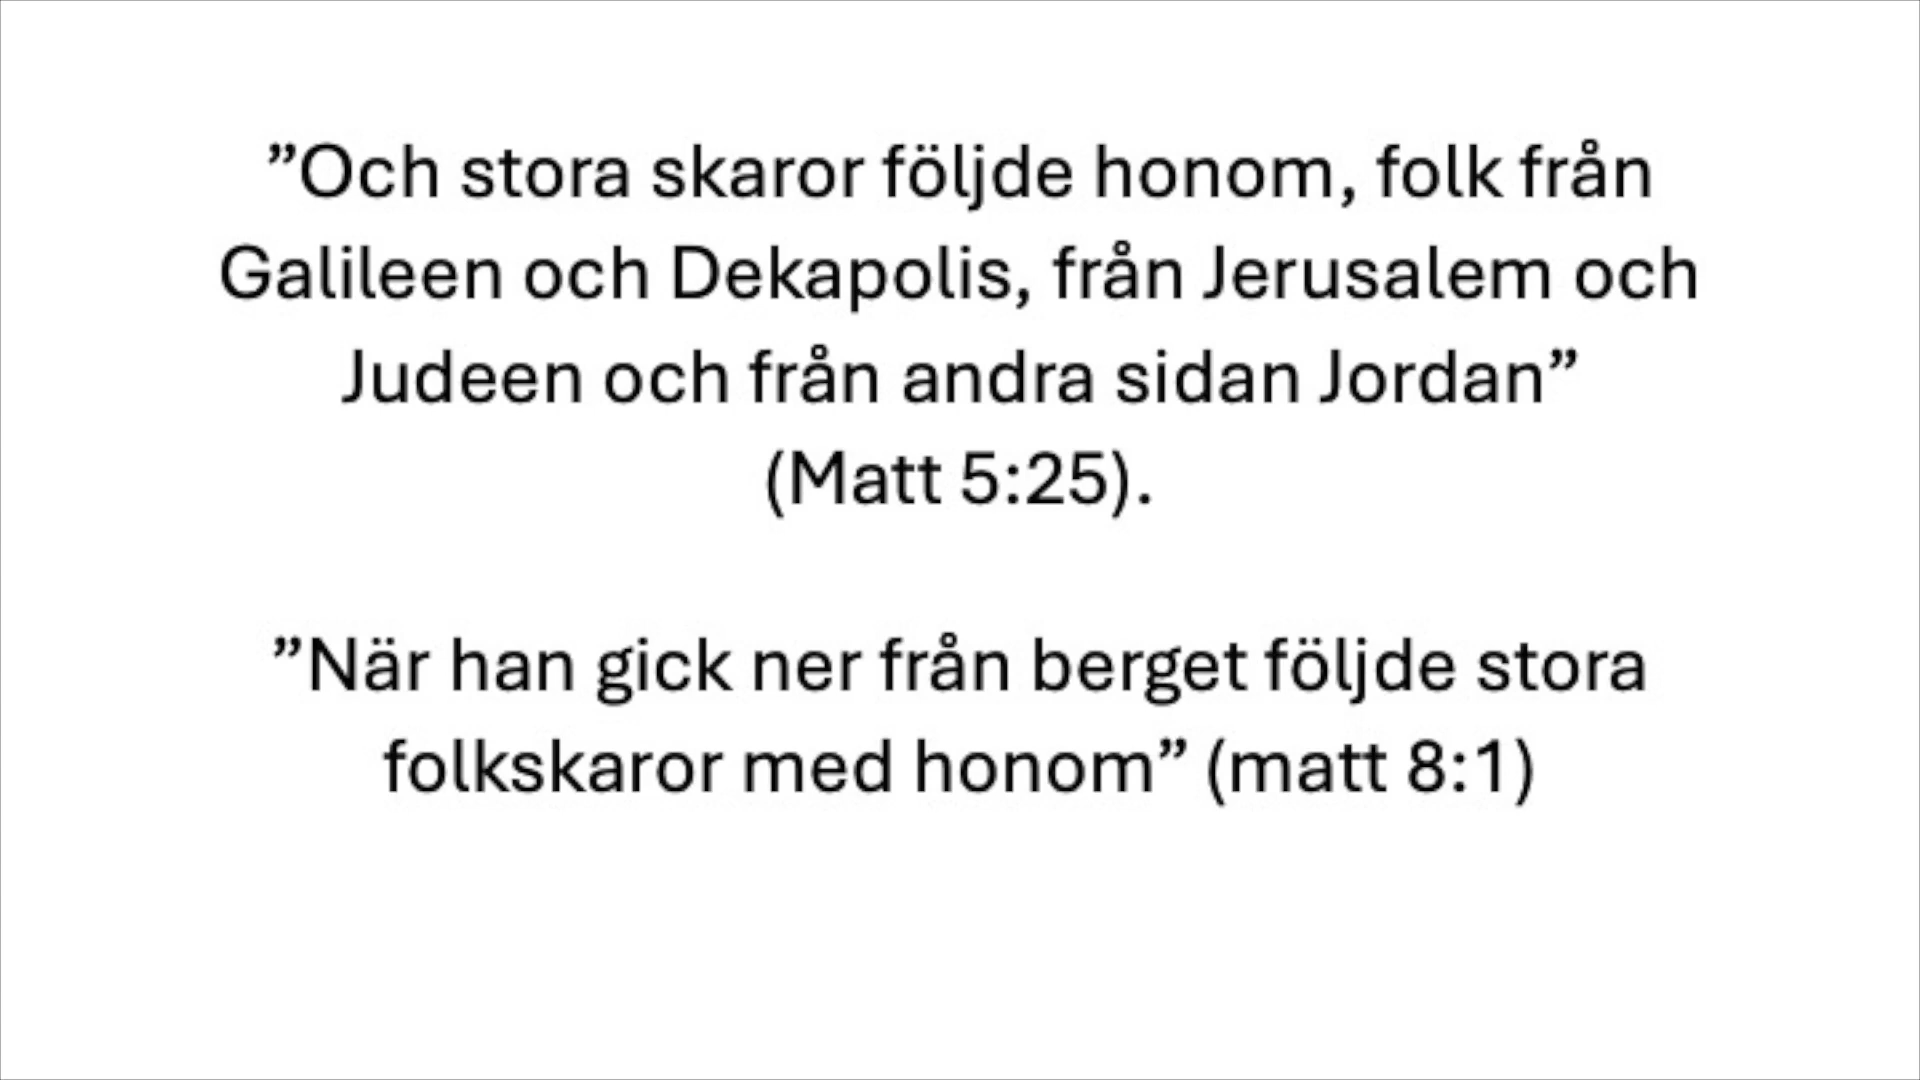 ”Och stora skaror följde honom, folk från
Galileen och Dekapolis, från Jerusalem och
Judeen och från andra sidan Jordan”
(Matt 5:25).
”När han gick ner från berget följde stora
folkskaror med honom” (matt 8:1)